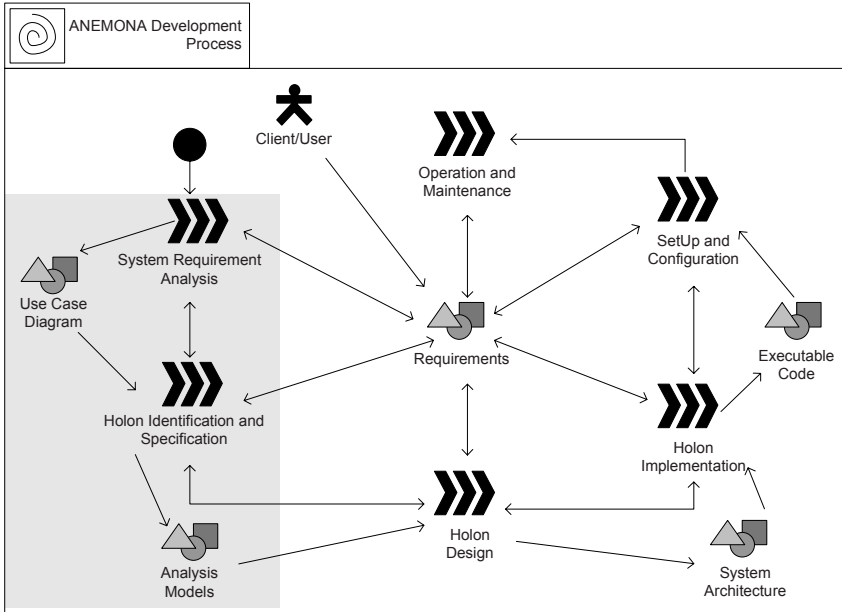 ANEMONA Development
Process
Client/User
Operation and
Maintenance
System Requirement
Analysis
SetUp and
Configuration
Use Case
Diagram
Requirements
Executable
Code
Holon Identification and
Specification
Holon
Implementation
Holon
Design
Analysis
Models
System
Architecture